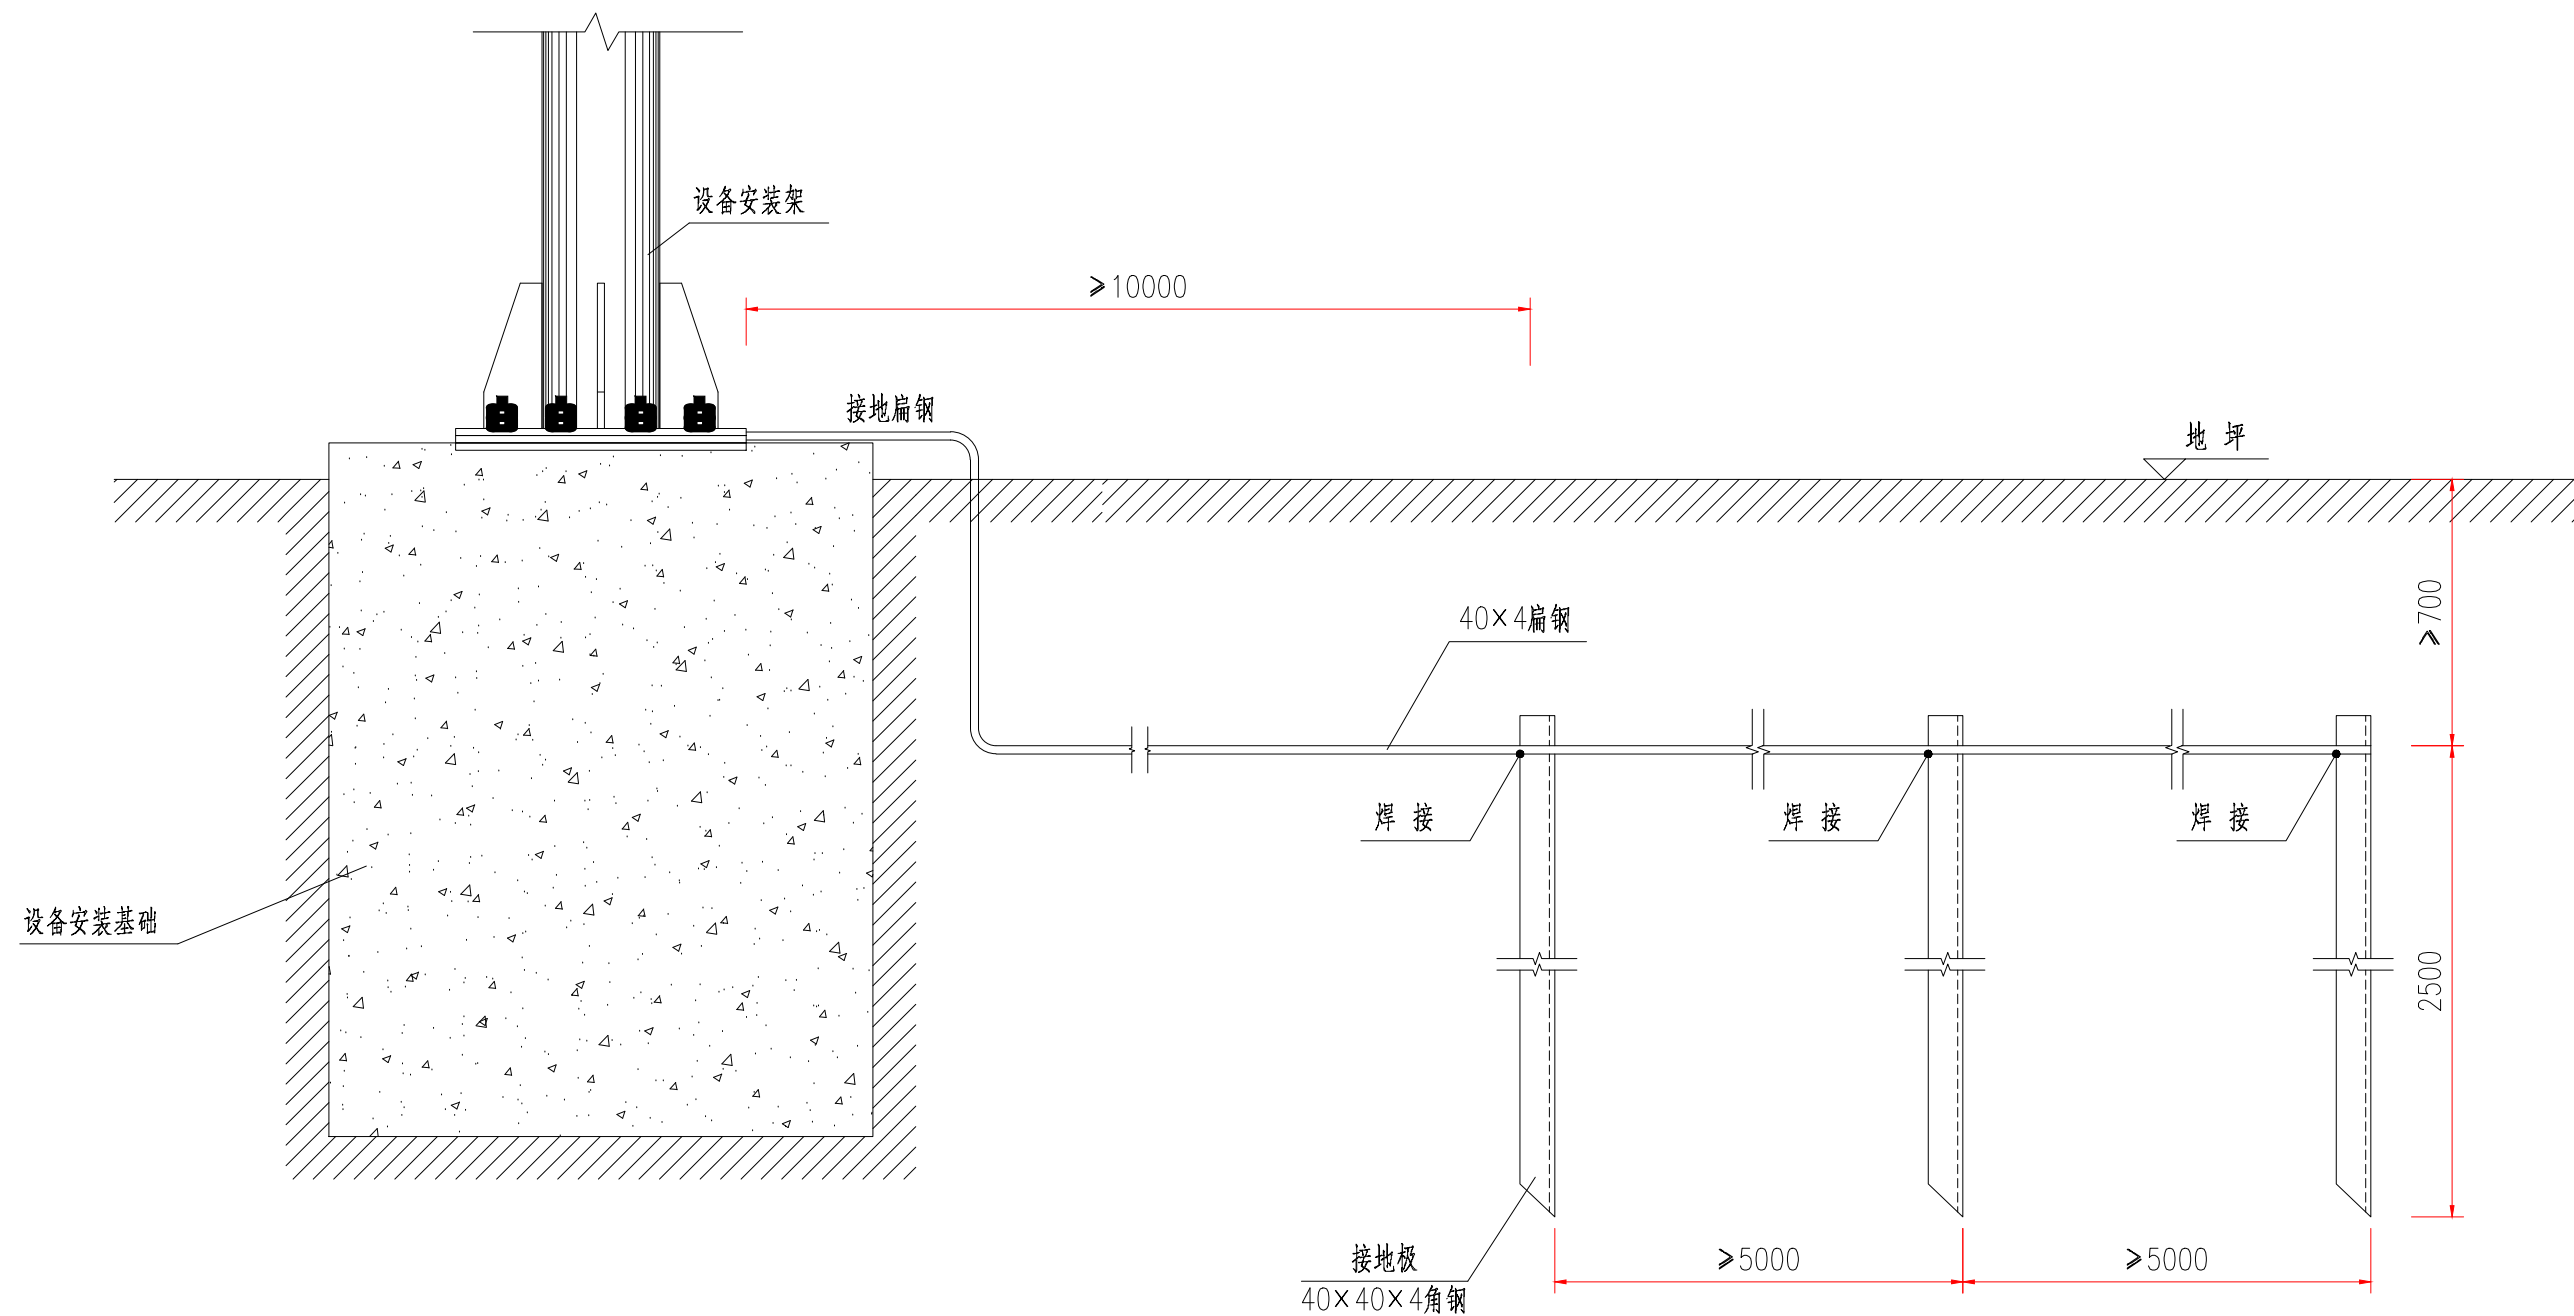 设备安装架
≥10000
接地扁钢
地 坪
40×4扁钢
≥700
焊 接
焊 接
焊 接
设备安装基础
2500
接地极
40×40×4角钢
≥5000
≥5000